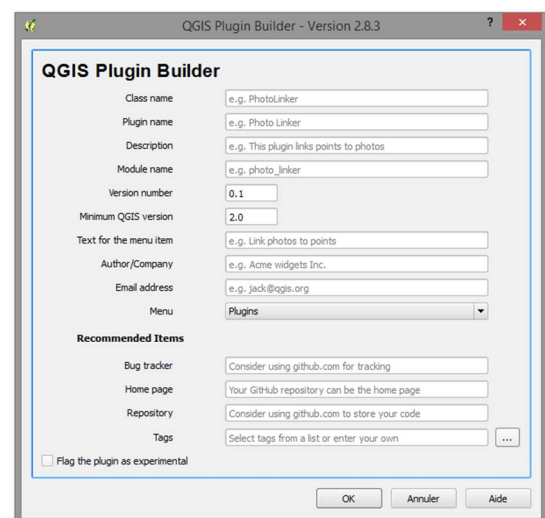 QGIS Plugin Builder - Version 2.8.3
?
×
QGIS Plugin Builder
Class name
e.g. PhotoLinker
Plugin name
e.g. Photo Linker
Description
e.g. This plugin links points to photos
Module name
e.g. photo_linker
Version number
0.1
Minimum QGIS version
2.0
Text for the menu item
e.g. Link photos to points
Author/Company
e.g. Acme widgets Inc.
Email address
e.g. jack@qgis.org
Menu
Plugins
Recommended Items
Bug tracker
Consider using github.com for tracking
Home page
Your GitHub repository can be the home page
Repository
Consider using github.com to store your code
Tags
Select tags from a list or enter your own
...
Flag the plugin as experimental
OK
Annuler
Aide